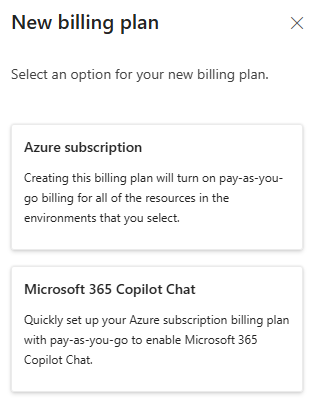 New billing plan
Select an option for your new billing plan.
Azure subscription
Creating this billing plan will turn on pay-as-you-
go billing for all of the resources in the
environments that you select.
Microsoft 365 Copilot Chat
Quickly set up your Azure subscription billing plan
with pay-as-you-go to enable Microsoft 365
Copilot Chat.